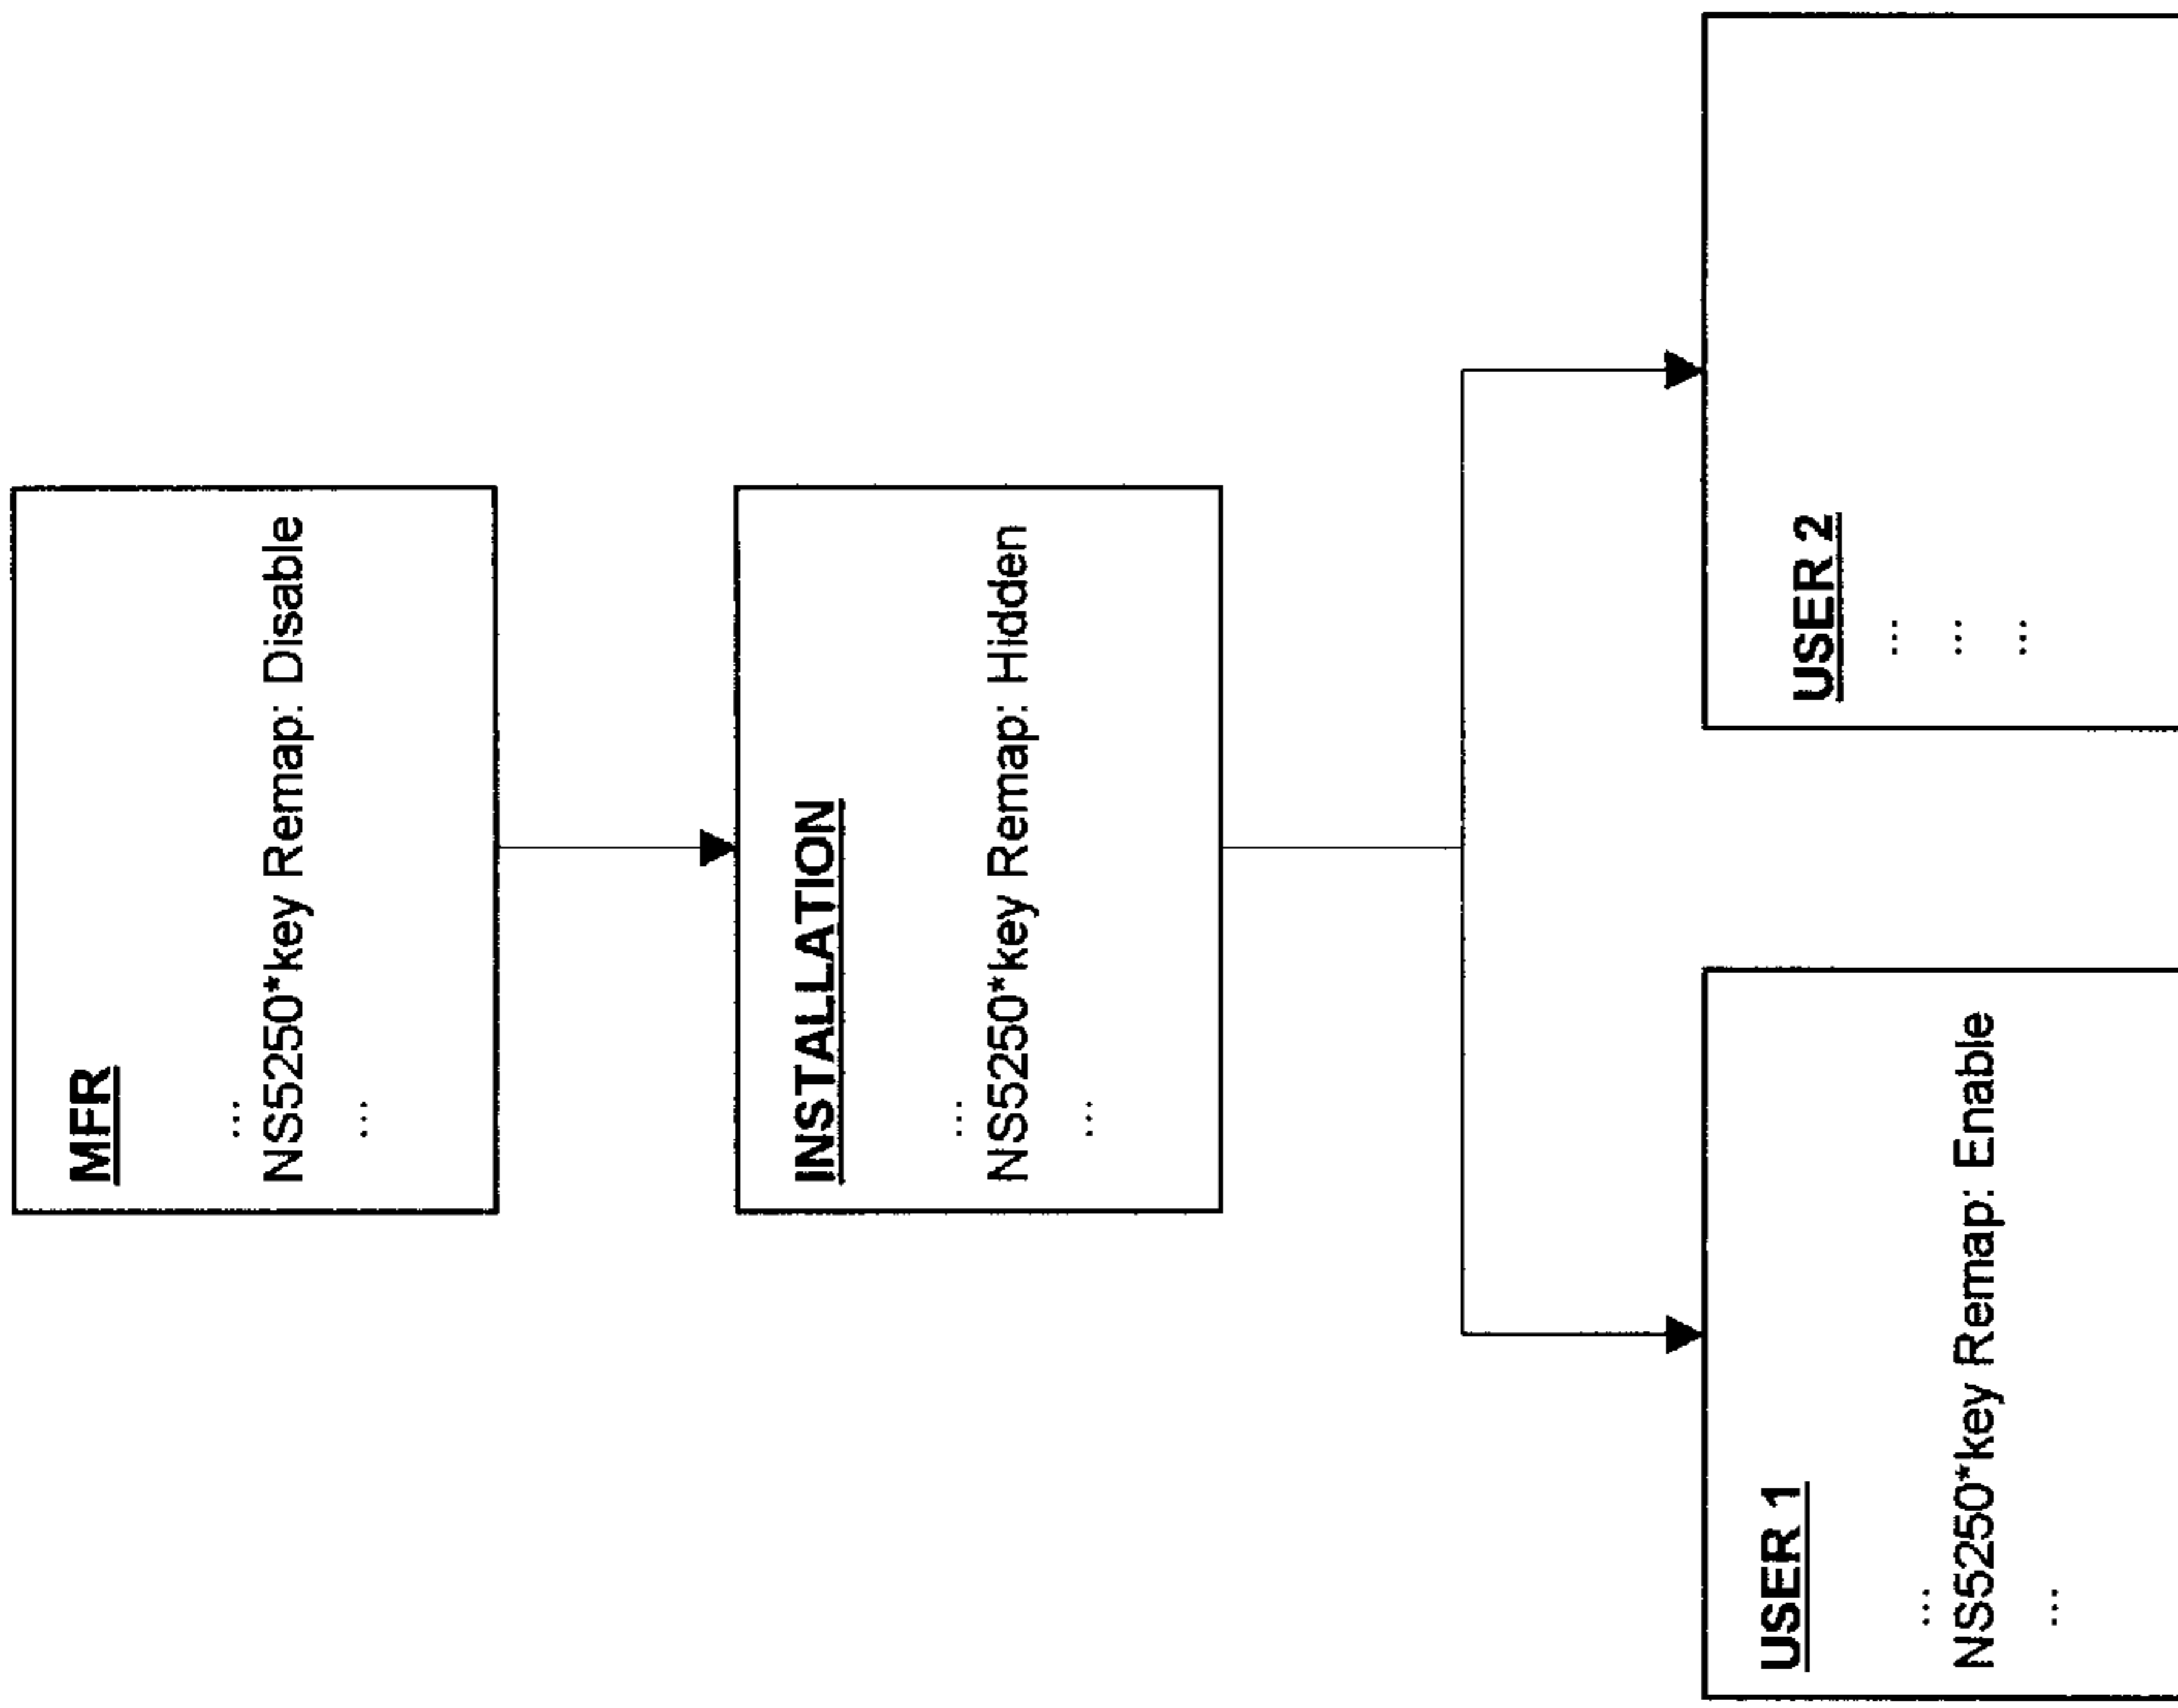 MFR
...
NS5250*key Remap: Disable
...
INSTALLATION
...
NS5250*key Remap: Hidden
...
USER 1
...
NS5250*key Remap: Enable
...
USER 2
...
...
...